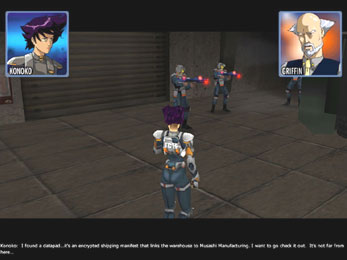 KONOKO
GRIFFIN
Konoko: I found a datapad...it's an encrypted shipping manifest that links the warehouse to Musashi Manufacturing. I want to go check it out. It's not far from
here...